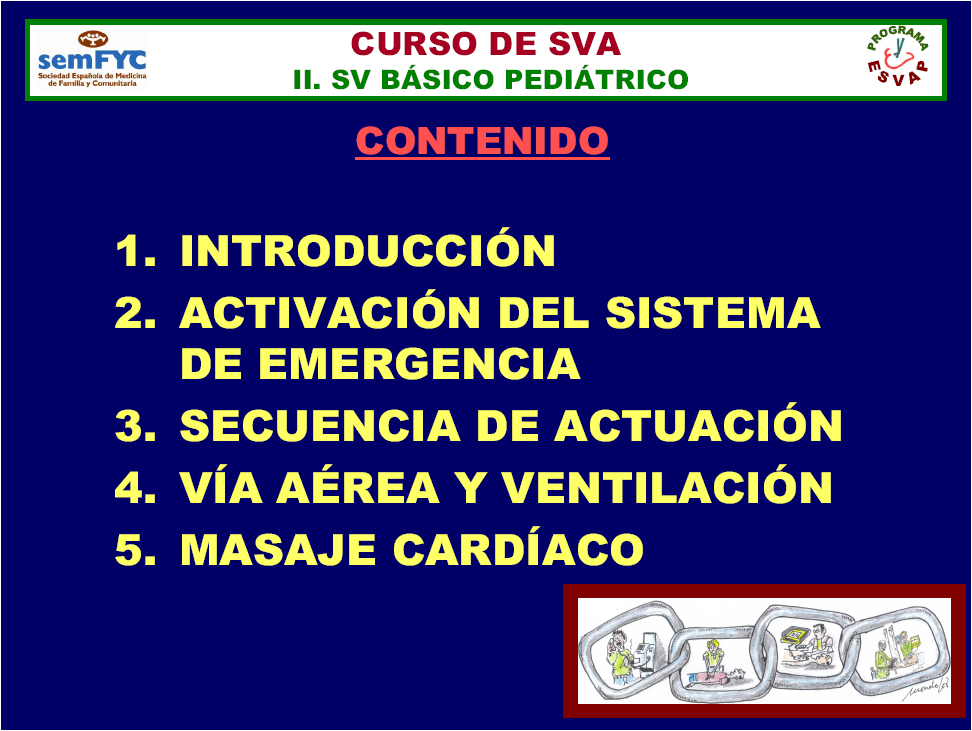 semFYC
Sociedad Española de Medicina
de Familia y Comunitaria
CURSO DE SVA
II. SV BÁSICO PEDIÁTRICO
PROGRAMA
ESVAP
CONTENIDO
1. INTRODUCCIÓN
2. ACTIVACIÓN DEL SISTEMA
DE EMERGENCIA
3. SECUENCIA DE ACTUACIÓN
4. VÍA AÉREA Y VENTILACIÓN
5. MASAJE CARDÍACO